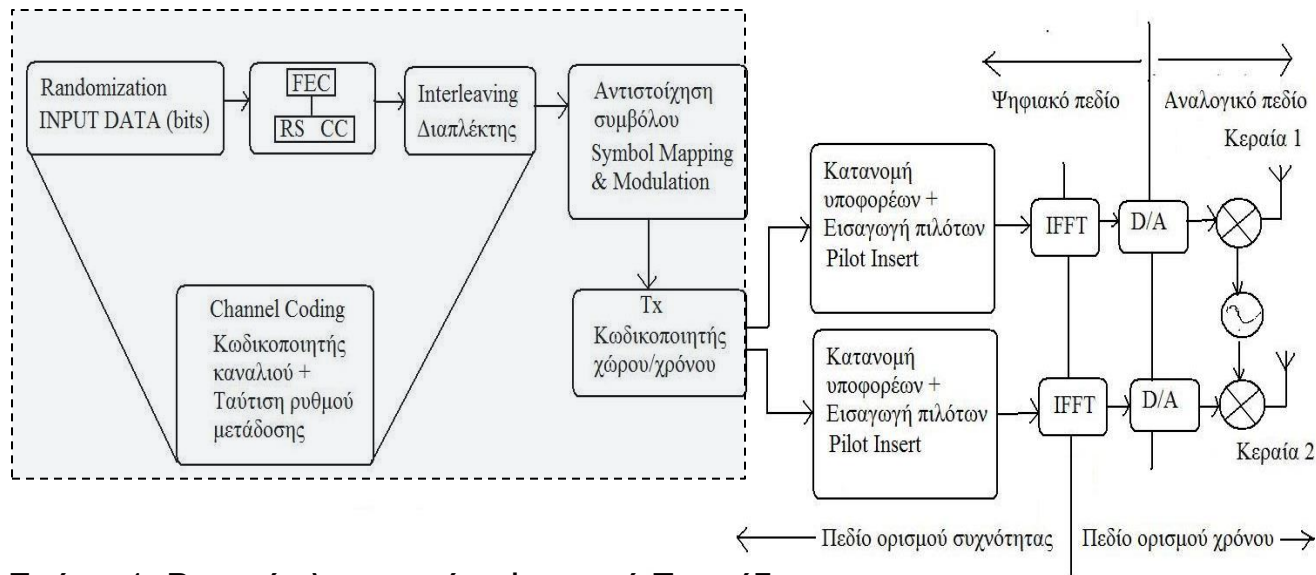 Randomization
INPUT DATA (bits)
FEC
RS CC
Interleaving
Διαπλέκτης
Αντιστοίχηση
συμβόλου
Symbol Mapping
& Modulation
Channel Coding
Κωδικοποιητής
καναλιού +
Ταύτιση ρυθμού
μετάδοσης
Tx
Κωδικοποιητής
χώρου/χρόνου
Κατανομή
υποφορέων +
Εισαγωγή πιλότων
Pilot Insert
Κατανομή
υποφορέων +
Εισαγωγή πιλότων
Pilot Insert
Ψηφιακό πεδίο
Αναλογικό πεδίο
Κεραία 1
IFFT
D/A
IFFT
D/A
Κεραία 2
Πεδίο ορισμού συχνότητας
Πεδίο ορισμού χρόνου